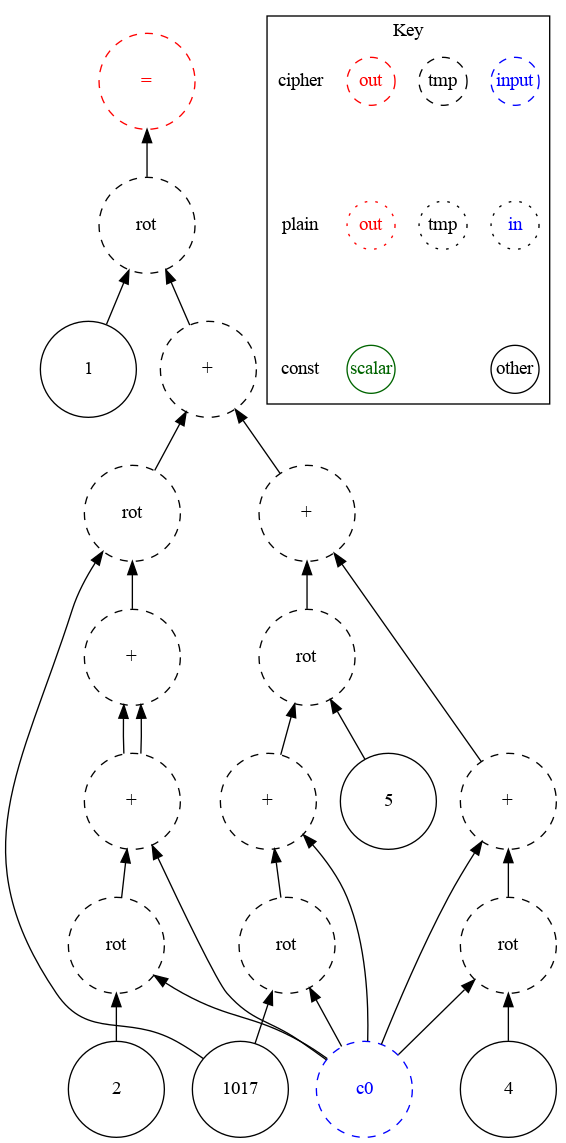 Key
=
cipher out tmp input
rot
plain out tmp in
1
+
const scalar other
rot
+
+
rot
+
+
5
+
rot
rot
rot
2
1017
c0
4